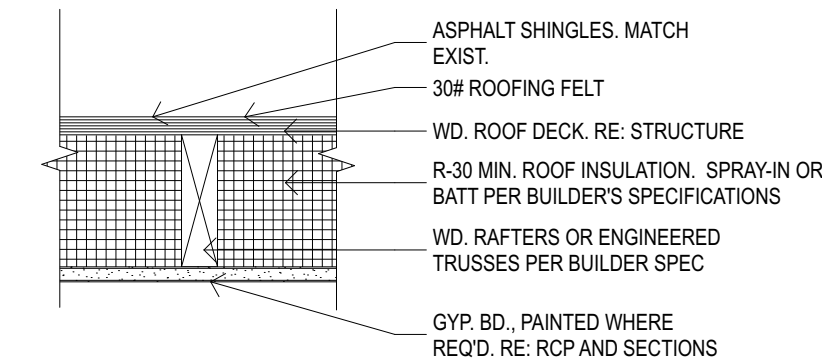 ASPHALT SHINGLES. MATCH
EXIST.
30# ROOFING FELT
WD. ROOF DECK. RE: STRUCTURE
R-30 MIN. ROOF INSULATION. SPRAY-IN OR
BATT PER BUILDER'S SPECIFICATIONS
WD. RAFTERS OR ENGINEERED
TRUSSES PER BUILDER SPEC
GYP. BD., PAINTED WHERE
REQ'D. RE: RCP AND SECTIONS